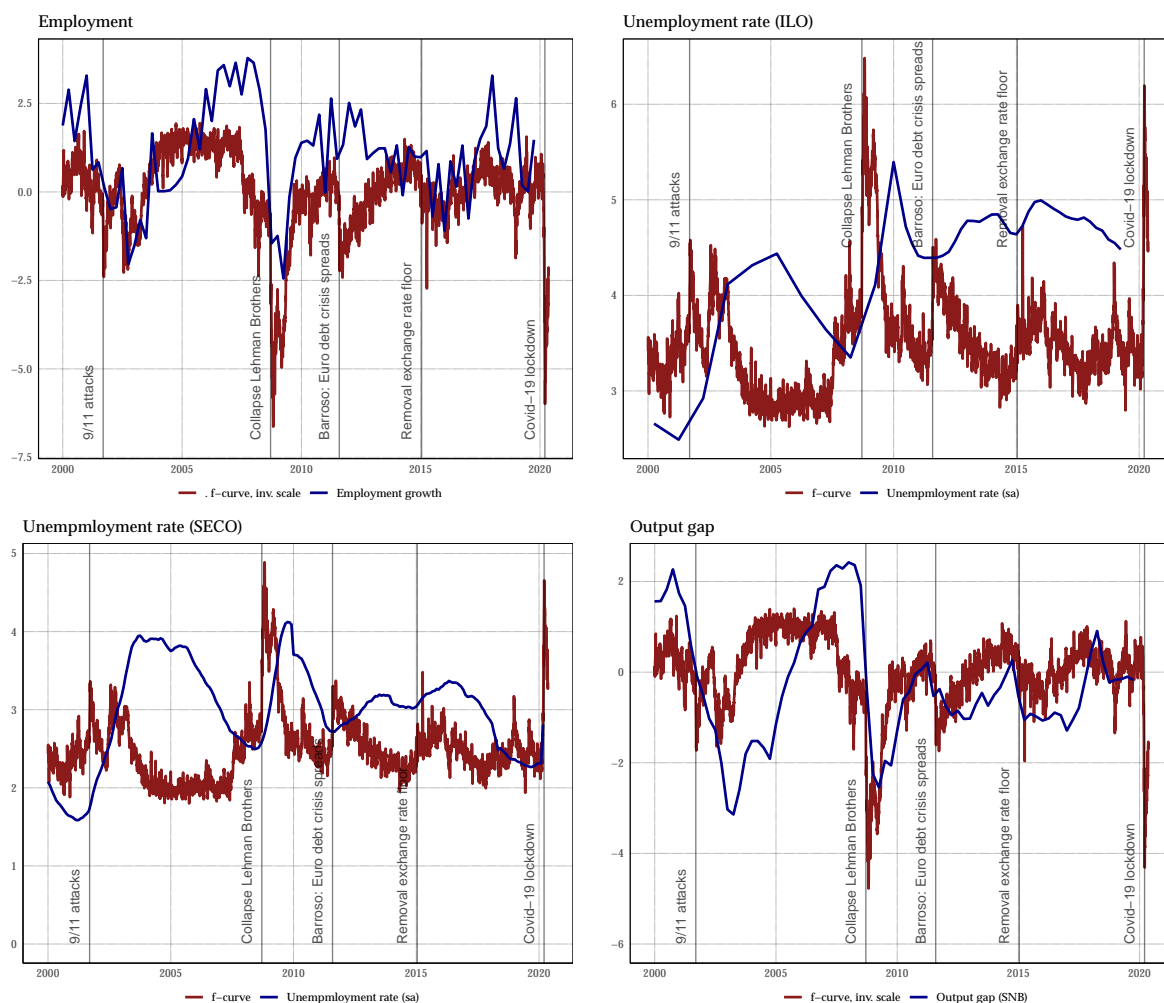 Employment
2.5
0.0
−2.5
−5.0
−7.5
9/11 attacks
Collapse Lehman Brothers
Barroso: Euro debt crisis spreads
Removal exchange rate floor
Covid−19 lockdown
2000
2005
2010
2015
2020
. f−curve, inv. scale
Employment growth
Unemployment rate (ILO)
6
5
4
3
9/11 attacks
Collapse Lehman Brothers
Barroso: Euro debt crisis spreads
Removal exchange rate floor
Covid−19 lockdown
2000
2005
2010
2015
2020
f−curve
Unempmloyment rate (sa)
Unempmloyment rate (SECO)
5
4
3
2
1
0
9/11 attacks
Collapse Lehman Brothers
Barroso: Euro debt crisis spreads
Removal exchange rate floor
Covid−19 lockdown
2000
2005
2010
2015
2020
f−curve
Unempmloyment rate (sa)
Output gap
2
0
−2
−4
−6
9/11 attacks
Collapse Lehman Brothers
Barroso: Euro debt crisis spreads
Removal exchange rate floor
Covid−19 lockdown
2000
2005
2010
2015
2020
f−curve, inv. scale
Output gap (SNB)